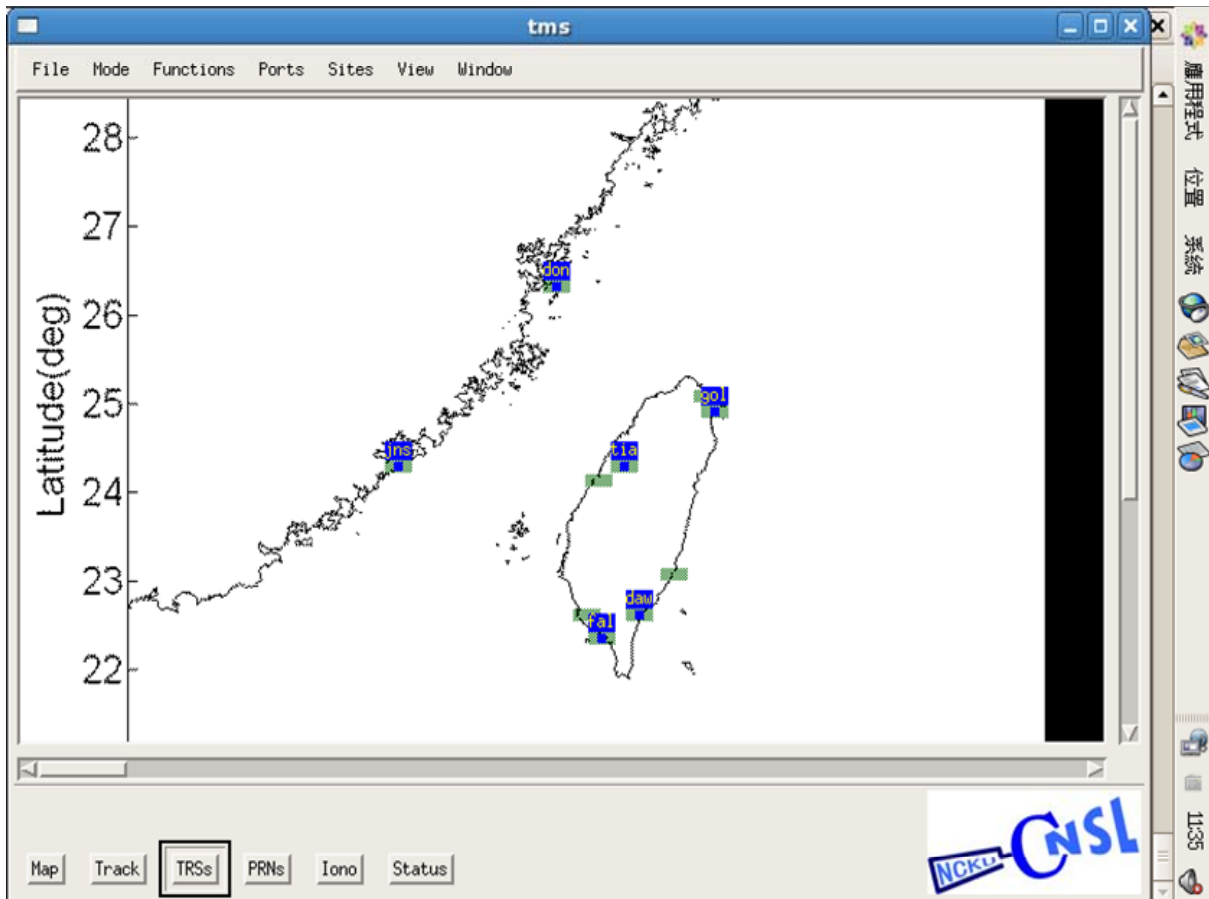 tms
File Mode Functions Ports Sites View Window
28
27
26
25
24
23
22
Latitude(deg)
don
gol
jns
tia
daw
fal
Map Track TRSs PRNs Iono Status
NCKU CNSL
應用程式
位置
系統
11:35